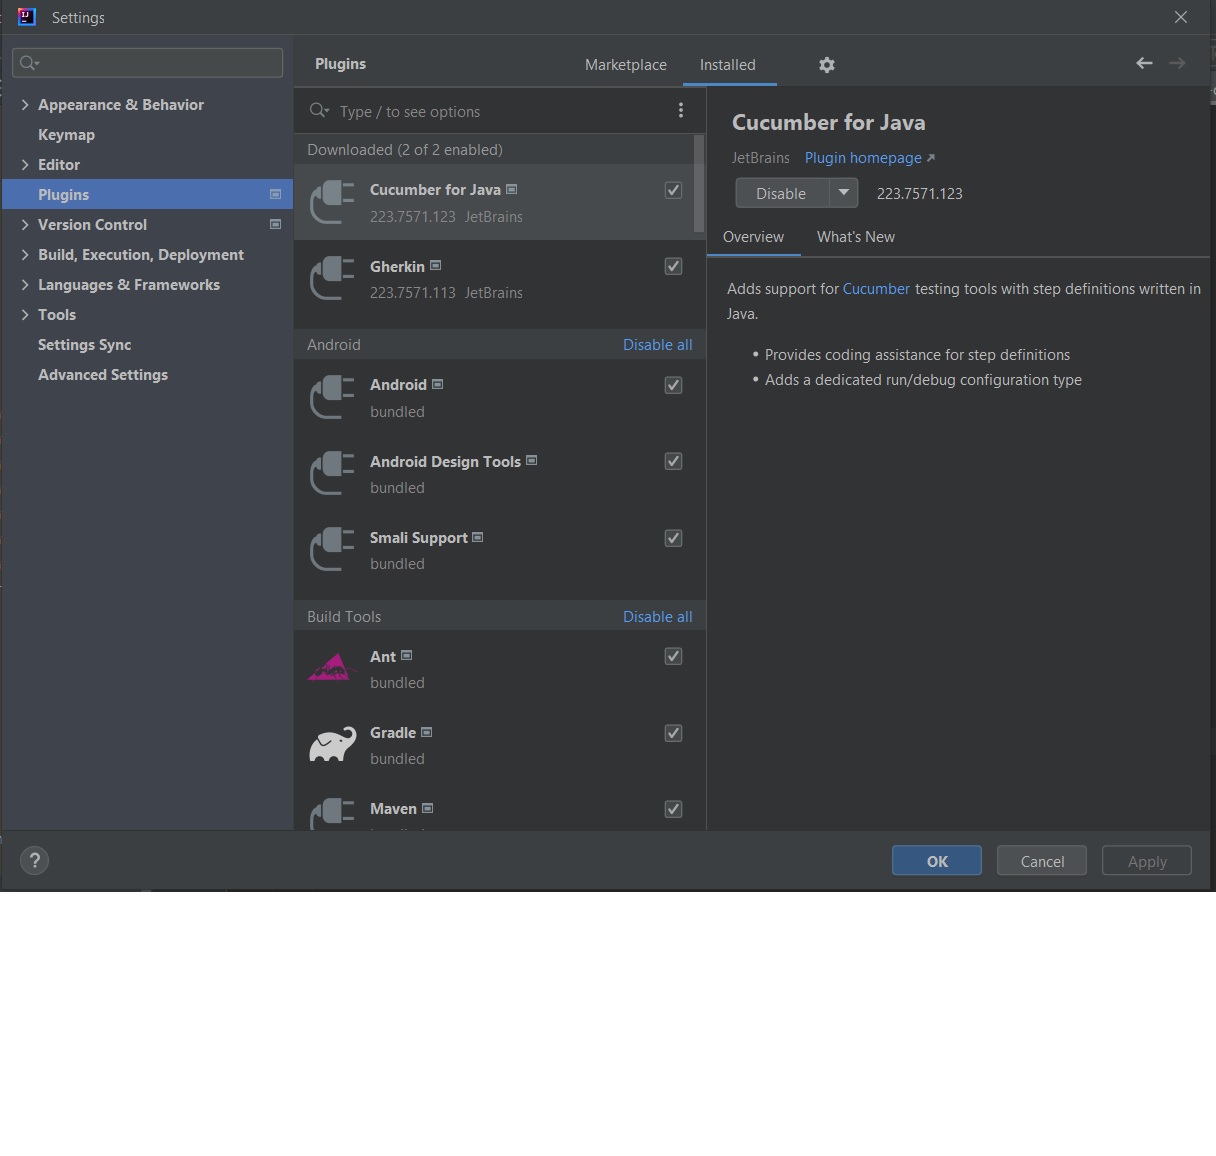 Settings
Appearance & Behavior
Keymap
Editor
Plugins
Version Control
Build, Execution, Deployment
Languages & Frameworks
Tools
Settings Sync
Advanced Settings
Plugins
Marketplace
Installed
Type / to see options
Downloaded (2 of 2 enabled)
Cucumber for Java
223.7571.123 JetBrains
Gherkin
223.7571.113 JetBrains
Android Disable all
Android
bundled
Android Design Tools
bundled
Smali Support
bundled
Build Tools Disable all
Ant
bundled
Gradle
bundled
Maven
Cucumber for Java
JetBrains Plugin homepage
Disable 223.7571.123
Overview What's New
Adds support for Cucumber testing tools with step definitions written in
Java.
• Provides coding assistance for step definitions
• Adds a dedicated run/debug configuration type
?
OK Cancel Apply